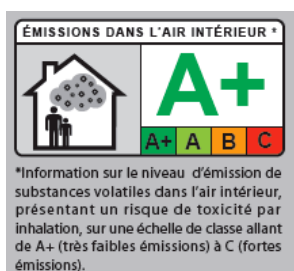 ÉMISSIONS DANS L'AIR INTÉRIEUR *
A+
A+ A B C
*Information sur le niveau d'émission de
substances volatiles dans l'air intérieur,
présentant un risque de toxicité par
inhalation, sur une échelle de classe allant
de A+ (très faibles émissions) à C (fortes
émissions).